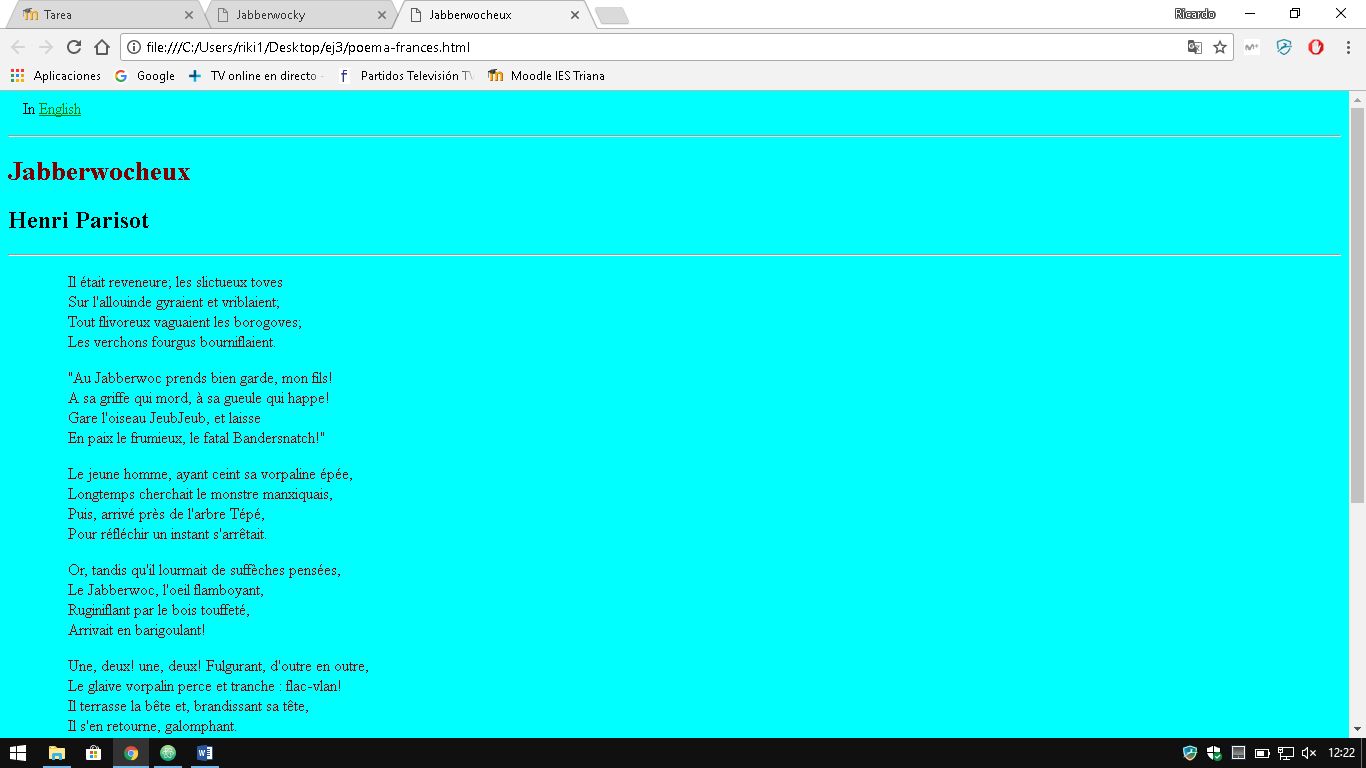 Tarea
Jabberwocky
Jabberwocheux
Ricardo
file:///C:/Users/riki1/Desktop/ej3/poema-frances.html
Aplicaciones
Google
TV online en directo
Partidos Televisión TV
Moodle IES Triana
In English
Jabberwocheux
Henri Parisot
Il était reveneure; les slictueux toves
Sur l'allouinde gyraient et vriblaient;
Tout flivoreux vaguaient les borogoves;
Les verchons fourgus bourniflaient.
"Au Jabberwoc prends bien garde, mon fils!
A sa griffe qui mord, à sa gueule qui happe!
Gare l'oiseau JeubJeub, et laisse
En paix le frumieux, le fatal Bandersnatch!"
Le jeune homme, ayant ceint sa vorpaline épée,
Longtemps cherchait le monstre manxiquais,
Puis, arrivé près de l'arbre Tépé,
Pour réfléchir un instant s'arrêtait.
Or, tandis qu'il lourmait de suffèches pensées,
Le Jabberwoc, l'oeil flamboyant,
Ruginiflant par le bois touffeté,
Arrivait en barigoulant!
Une, deux! une, deux! Fulgurant, d'outre en outre,
Le glaive vorpalin perce et tranche : flac-vlan!
Il terrasse la bête et, brandissant sa tête,
Il s'en retourne, galomphant.
12:22